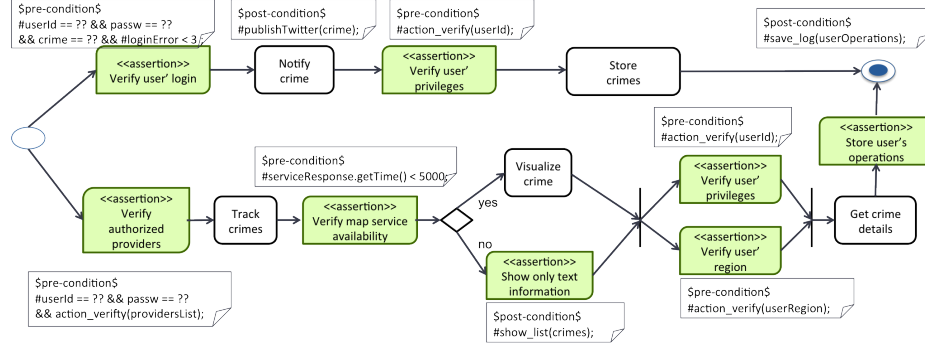 $pre-condition$
#userId == ?? && passw == ??
&& crime == ?? && #loginError < 3;
$post-condition$
#publishTwitter(crime);
$pre-condition$
#action_verify(userId);
$post-condition$
#save_log(userOperations);
<<assertion>>
Verify user' login
Notify
crime
<<assertion>>
Verify user'
privileges
Store
crimes
$pre-condition$
#action_verify(userId);
<<assertion>>
Store user's
operations
$pre-condition$
#serviceResponse.getTime() < 5000;
Visualize
crime
<<assertion>>
Verify user'
privileges
<<assertion>>
Verify
authorized
providers
Track
crimes
<<assertion>>
Verify map service
availability
yes
no
Get crime
details
<<assertion>>
Show only text
information
<<assertion>>
Verify user'
region
$pre-condition$
#userId == ?? && passw == ??
&& action_verifty(providersList);
$post-condition$
#show_list(crimes);
$pre-condition$
#action_verify(userRegion);